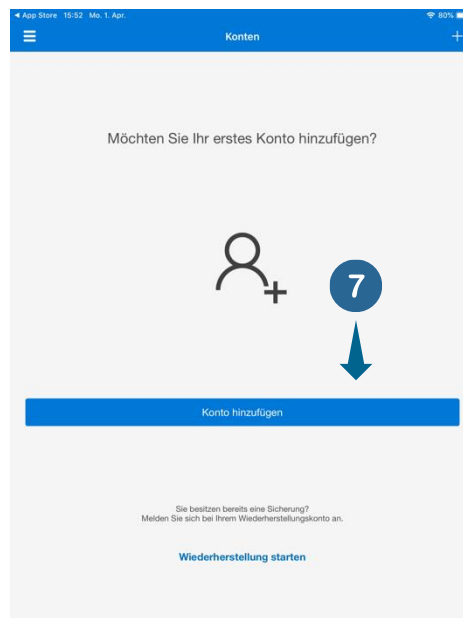 App Store 15:52 Mo. 1. Apr. 80%
Konten
Möchten Sie Ihr erstes Konto hinzufügen?
7
Konto hinzufügen
Sie besitzen bereits eine Sicherung?
Melden Sie sich bei Ihrem Wiederherstellungskonto an.
Wiederherstellung starten